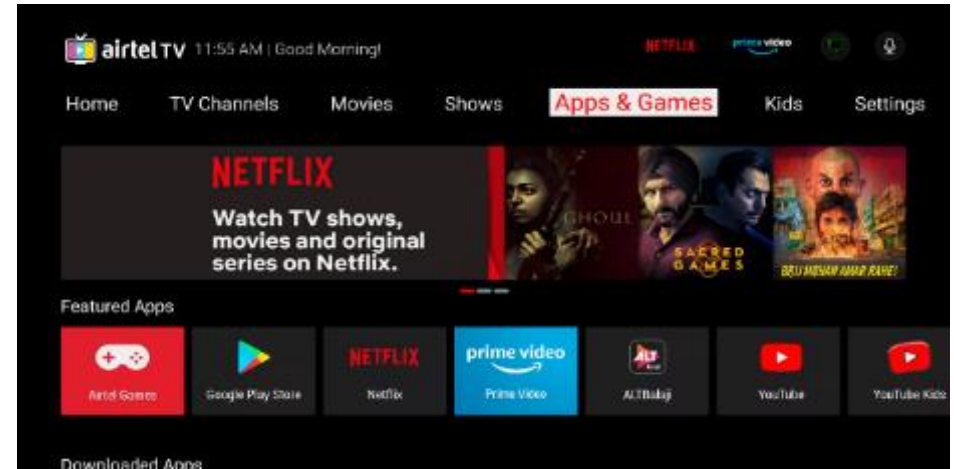 airtel TV 11:55 AM | Good Morning! NETFLIX prime video
Home TV Channels Movies Shows Apps & Games Kids Settings
NETFLIX
Watch TV shows,
movies and original
series on Netflix.
GHOUL
SACRED
GAMES
BRIJ MOHAN AMAR RAHE!
Featured Apps
NETFLIX prime video ALT
Airtel Games Google Play Store Netflix Prime Video ALTBalaji YouTube YouTube Kids
Downloaded Apps